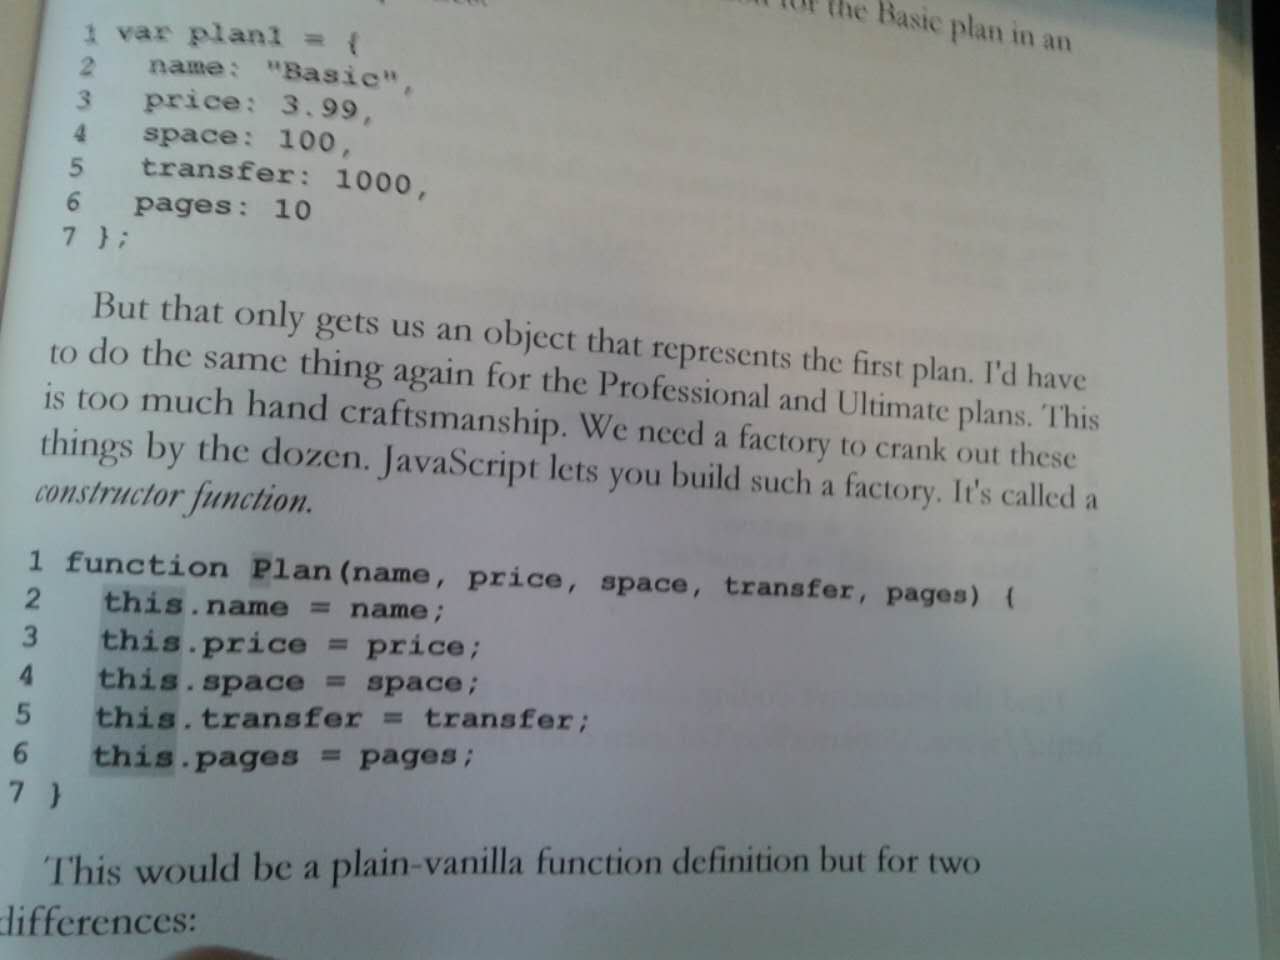 for the Basic plan in an
1 var plan1 = {
2 name: "Basic",
3 price: 3.99,
4 space: 100,
5 transfer: 1000,
6 pages: 10
7 };
But that only gets us an object that represents the first plan. I'd have
to do the same thing again for the Professional and Ultimate plans. This
is too much hand craftsmanship. We need a factory to crank out these
things by the dozen. JavaScript lets you build such a factory. It's called a
constructor function.
1 function Plan(name, price, space, transfer, pages) {
2 this.name = name;
3 this.price = price;
4 this.space = space;
5 this.transfer = transfer;
6 this.pages = pages;
7 }
This would be a plain-vanilla function definition but for two
differences: